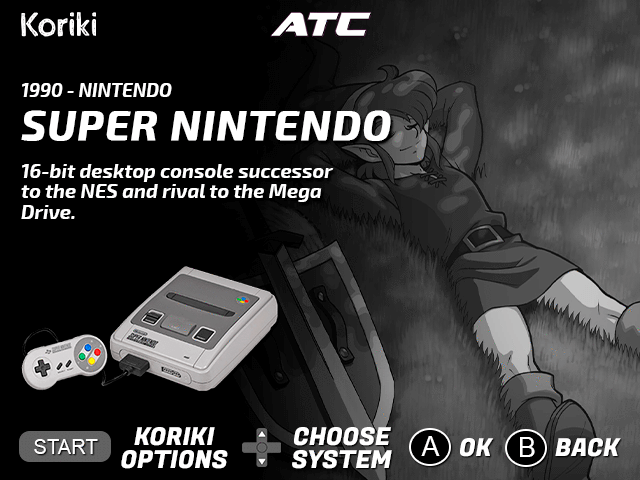 Koriki
ATC
1990 - NINTENDO
SUPER NINTENDO
16-bit desktop console successor
to the NES and rival to the Mega
Drive.
START
KORIKI
OPTIONS
CHOOSE
SYSTEM
A
OK
B
BACK